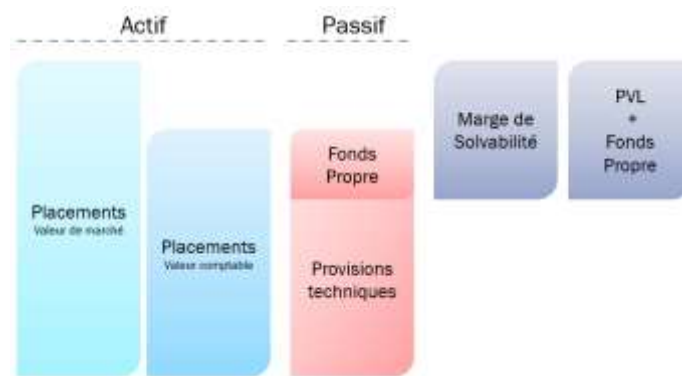 Actif
Passif
Placements
Valeur de marché
Placements
Valeur comptable
Fonds
Propre
Provisions
techniques
Marge de
Solvabilité
PVL
+
Fonds
Propre